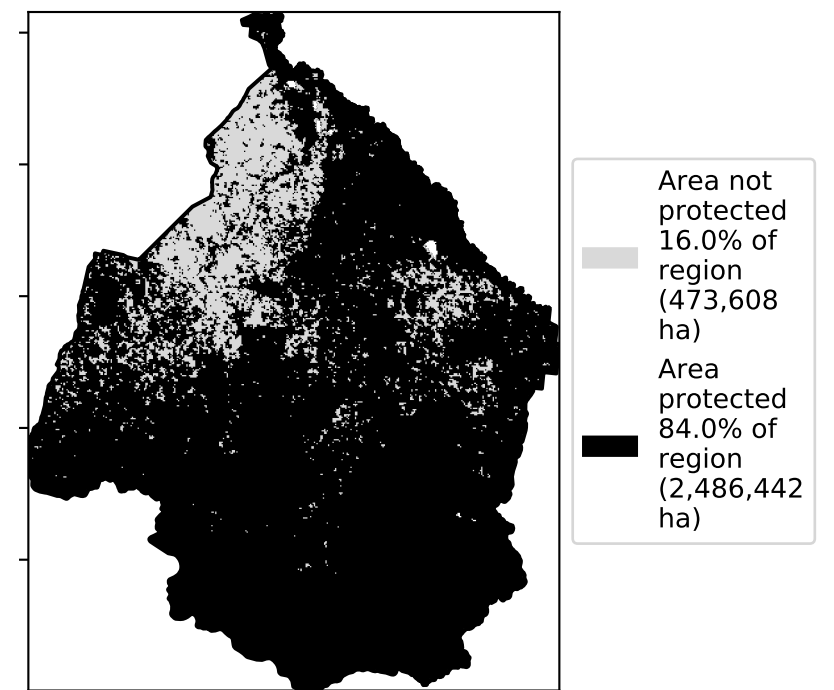 Area not
protected
16.0% of
region
(473,608
ha)
Area
protected
84.0% of
region
(2,486,442
ha)